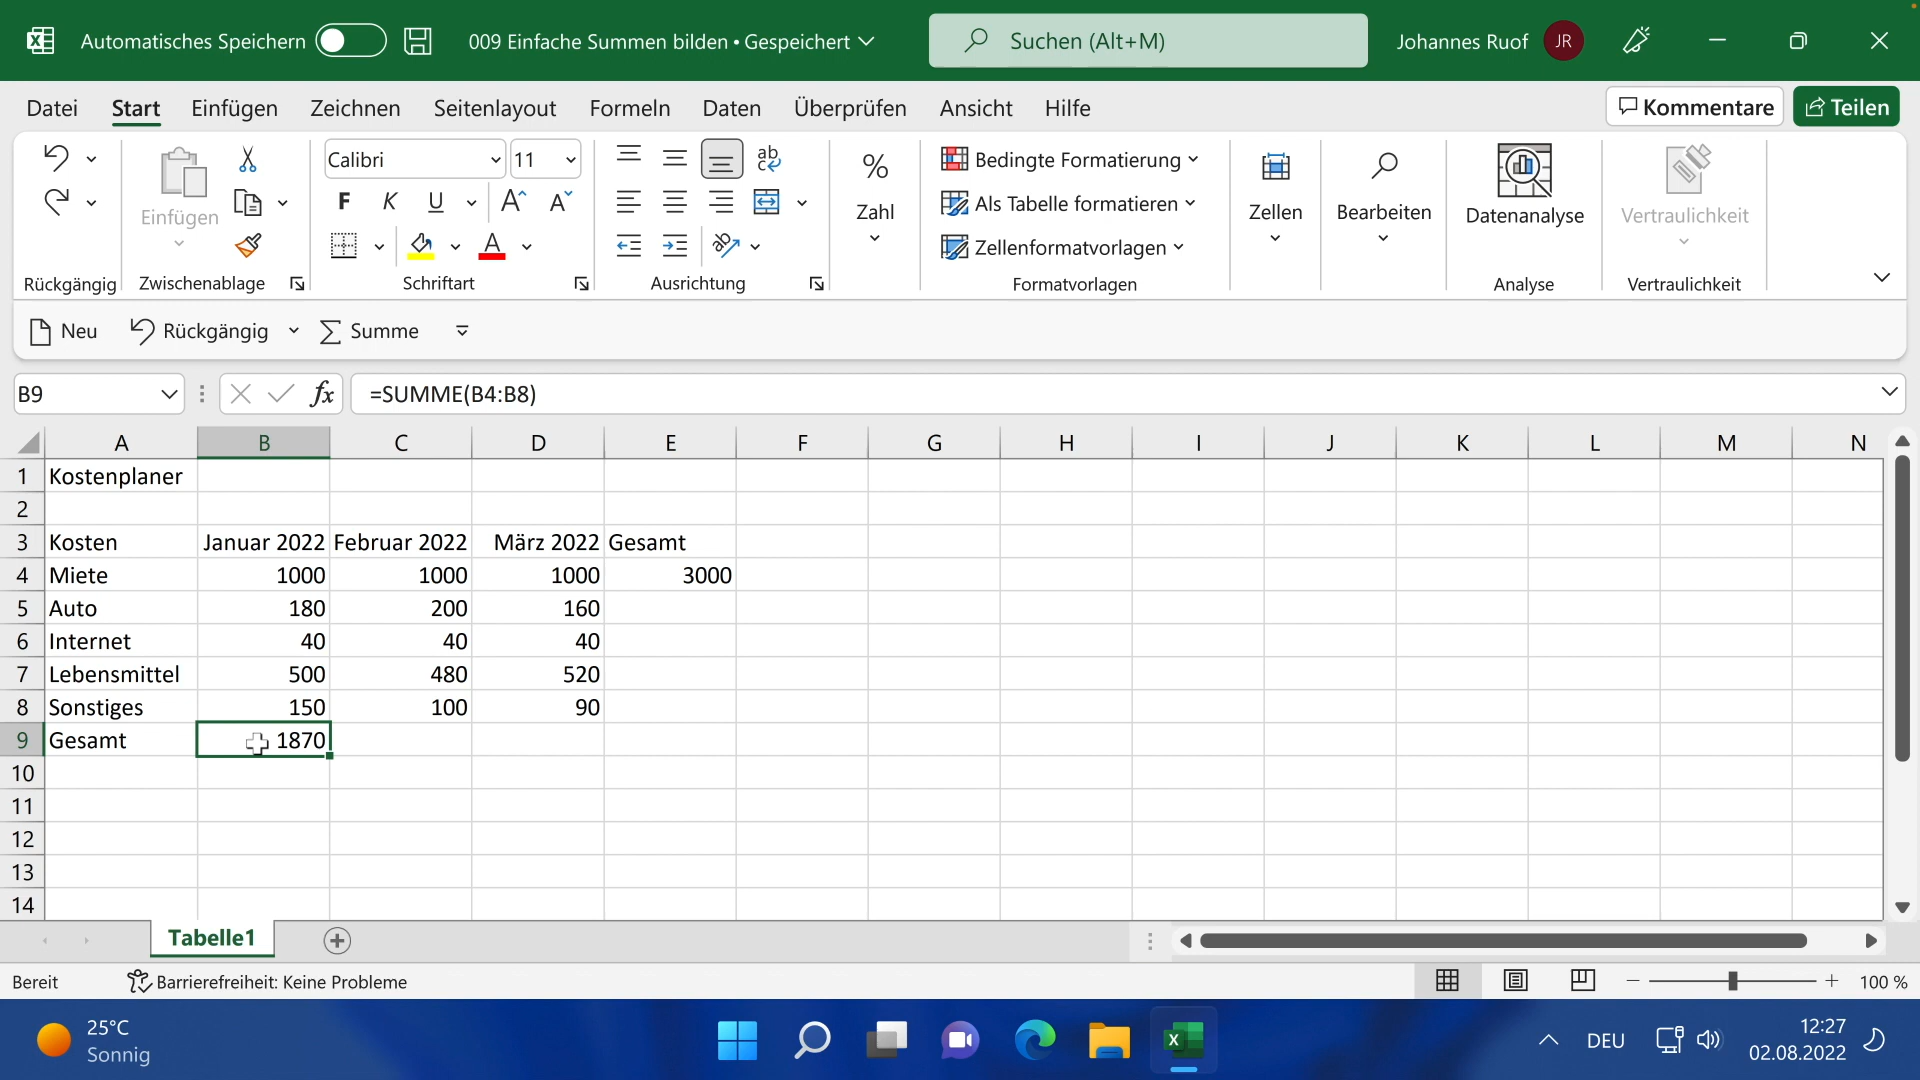 Automatisches Speichern
009 Einfache Summen bilden • Gespeichert
Suchen (Alt+M)
Johannes Ruof JR
Datei Start Einfügen Zeichnen Seitenlayout Formeln Daten Überprüfen Ansicht Hilfe
Kommentare Teilen
Einfügen
Calibri 11
F K U A A
A
ab c
ab
%
Zahl
Bedingte Formatierung
Als Tabelle formatieren
Zellenformatvorlagen
Zellen
Bearbeiten
Datenanalyse
Vertraulichkeit
Rückgängig Zwischenablage Schriftart Ausrichtung Formatvorlagen Analyse Vertraulichkeit
Neu Rückgängig Σ Summe
B9 fx =SUMME(B4:B8)
A B C D E F G H I J K L M N
1 Kostenplaner
2
3 Kosten Januar 2022 Februar 2022 März 2022 Gesamt
4 Miete 1000 1000 1000 3000
5 Auto 180 200 160
6 Internet 40 40 40
7 Lebensmittel 500 480 520
8 Sonstiges 150 100 90
9 Gesamt 1870
10
11
12
13
14
Tabelle1
Bereit Barrierefreiheit: Keine Probleme 100 %
25°C
Sonnig
DEU
12:27
02.08.2022